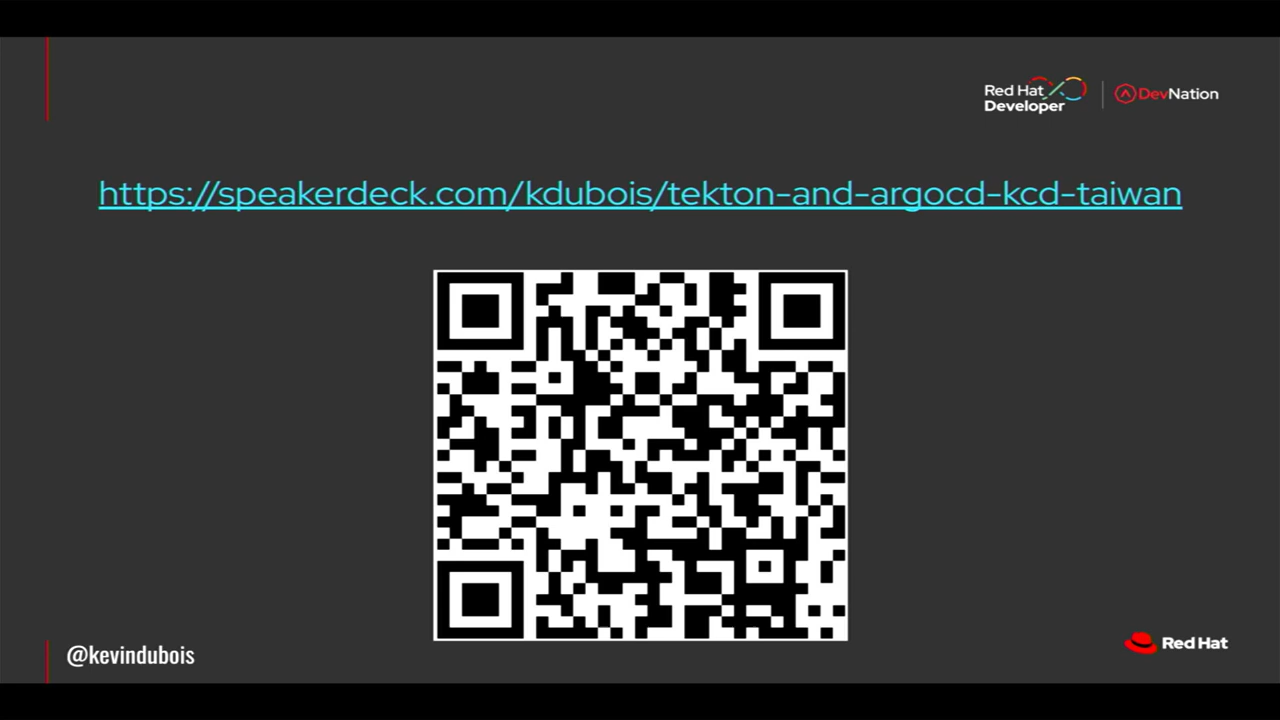 Red Hat
Developer
DevNation
https://speakerdeck.com/kdubois/tekton-and-argocd-kcd-taiwan
@kevindubois
Red Hat